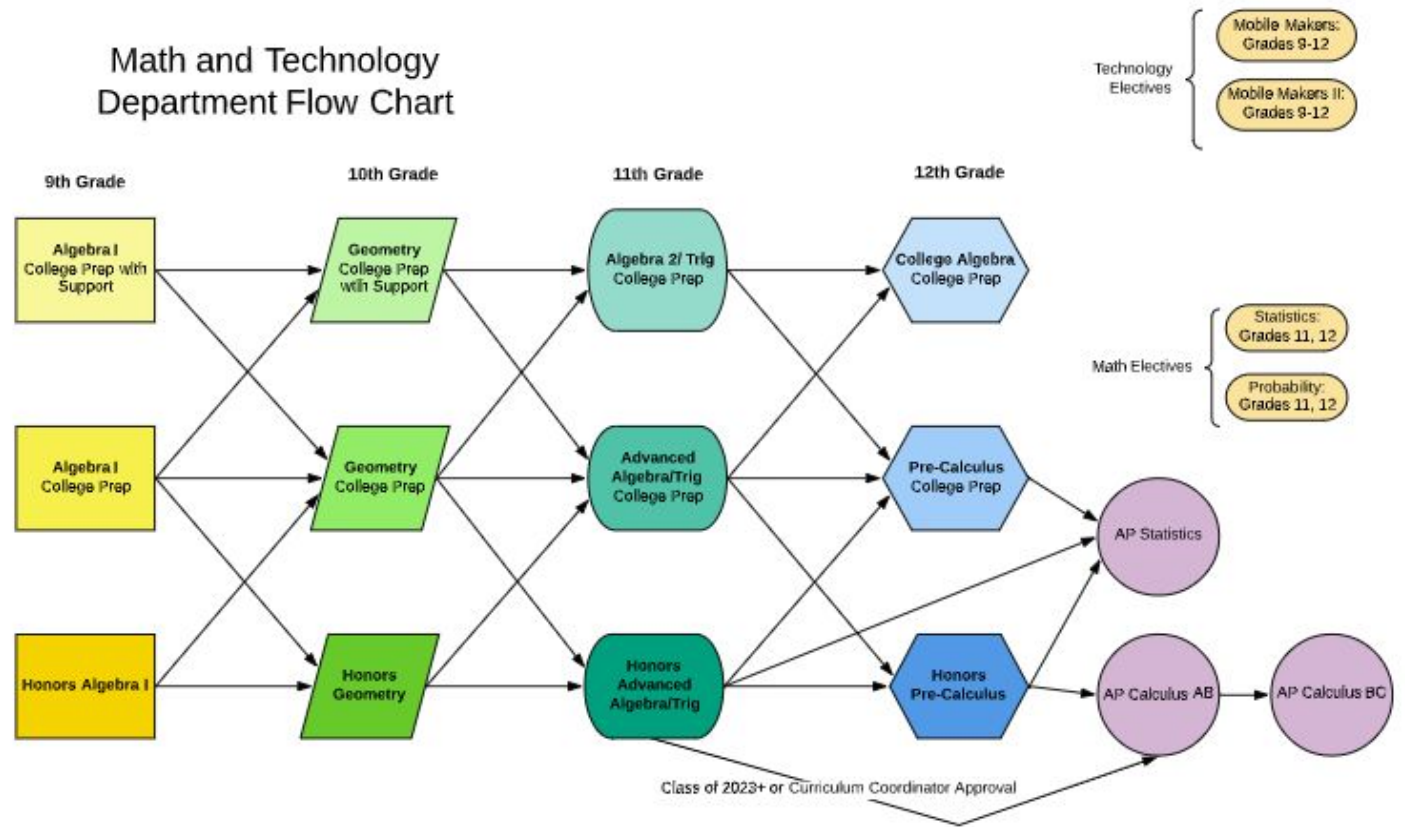 Math and Technology
Department Flow Chart
Technology
Electives
Mobile Makers:
Grades 9-12
Mobile Makers II:
Grades 9-12
9th Grade
10th Grade
11th Grade
12th Grade
Algebra I
College Prep with
Support
Geometry
College Prep
wtih Support
Algebra 2/ Trig
College Prep
College Algebra
College Prep
Math Electives
Statistics:
Grades 11, 12
Probability:
Grades 11, 12
Algebra I
College Prep
Geometry
College Prep
Advanced
Algebra/Trig
College Prep
Pre-Calculus
College Prep
AP Statistics
Honors Algebra I
Honors
Geometry
Honors
Advanced
Algebra/Trig
Honors
Pre-Calculus
AP Calculus AB
AP Calculus BC
Class of 2023+ or Curriculum Coordinator Approval